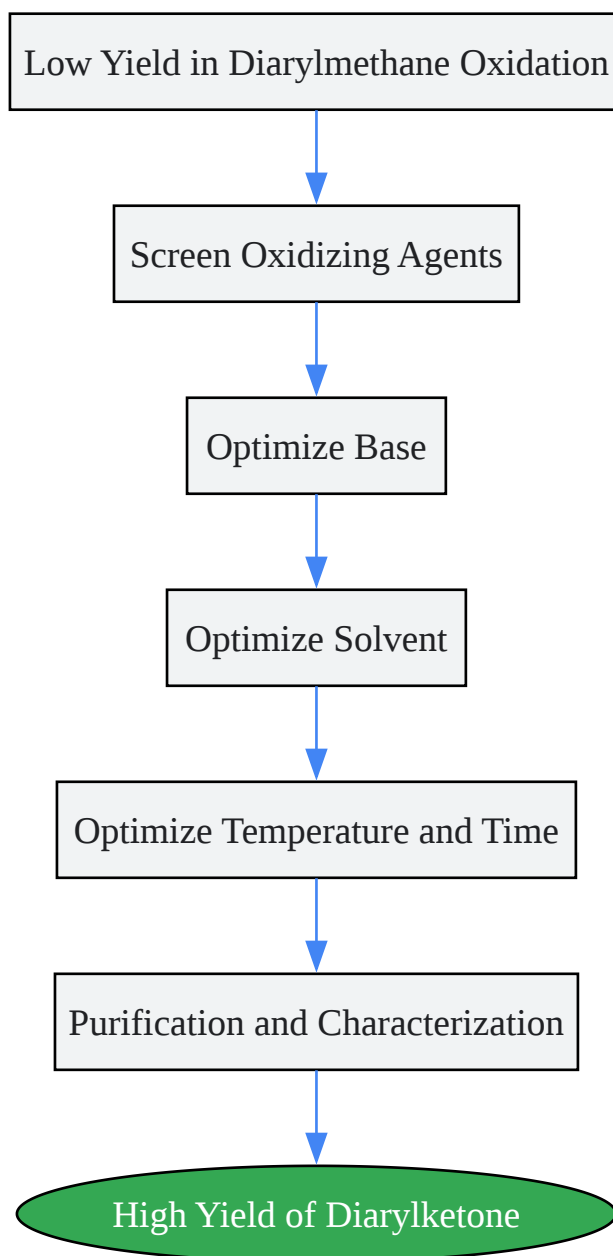 Low Yield in Diarylmethane Oxidation
Screen Oxidizing Agents
Optimize Base
Optimize Solvent
Optimize Temperature and Time
Purification and Characterization
High Yield of Diarylketone